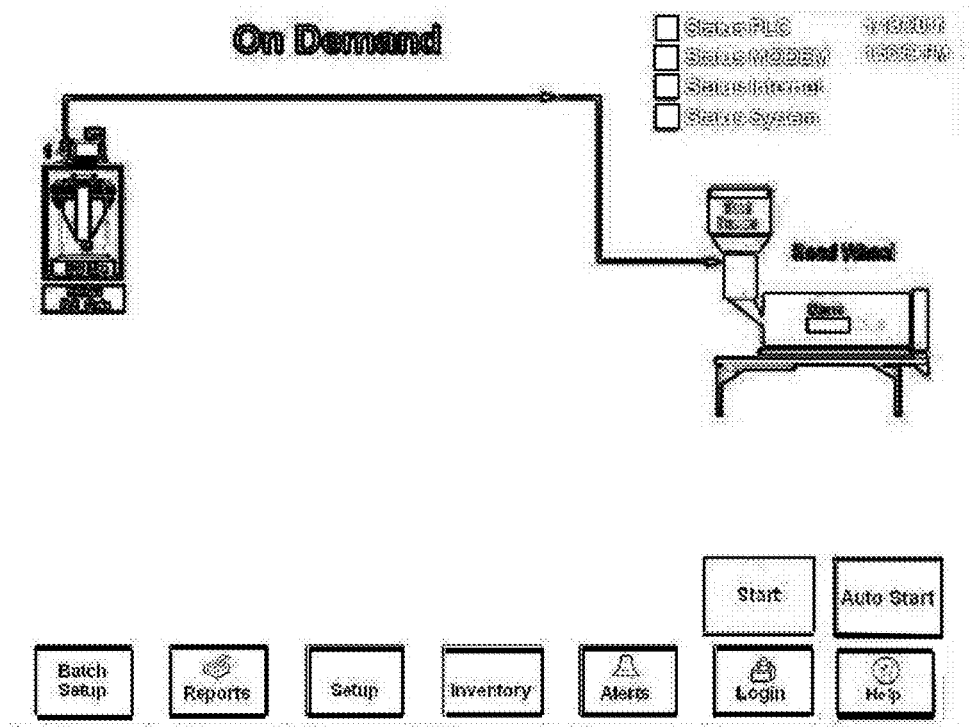 On Demand
Status PLC
Status MODEM
Status Internet
Status System
Seed Wheel
Start
Auto Start
Batch
Setup
Reports
Setup
Inventory
Alerts
Login
Help